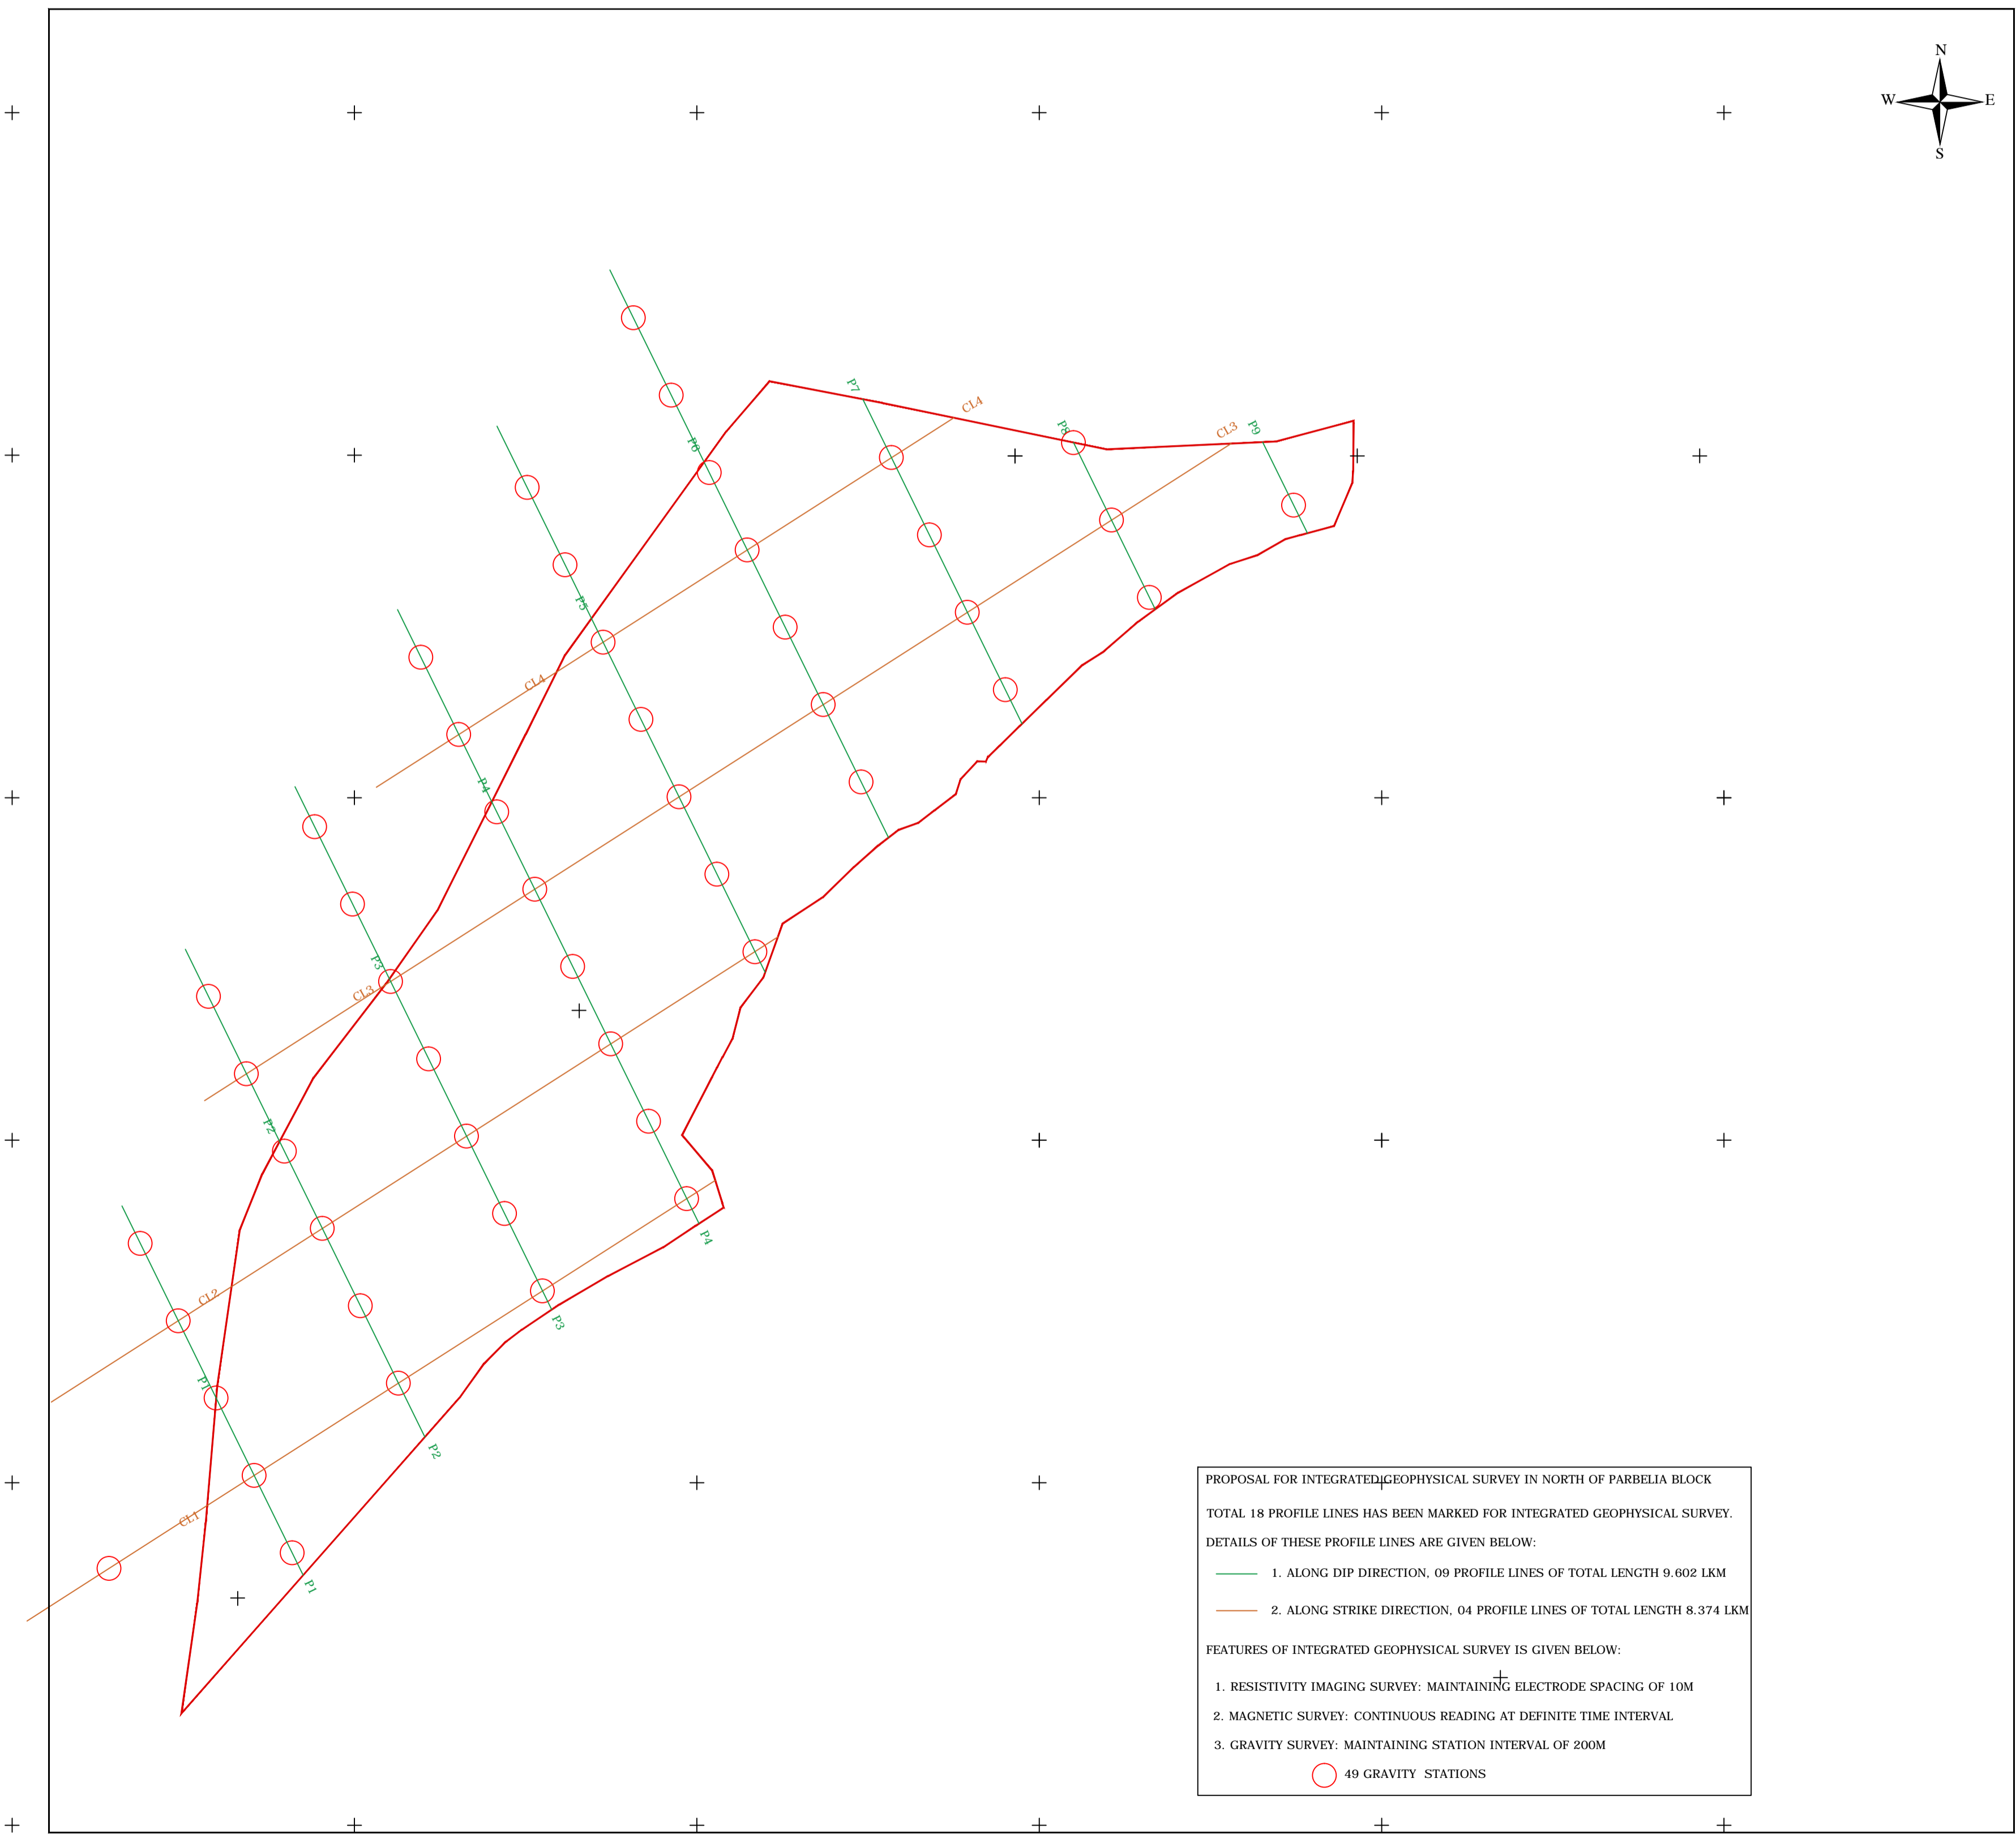 N
W E
S
P7
CL4
P8
CL3
P9
P6
P5
CL4
P4
P3
CL3
P2
P4
CL2
P3
P1
P2
CL1
P1
PROPOSAL FOR INTEGRATED GEOPHYSICAL SURVEY IN NORTH OF PARBELIA BLOCK
TOTAL 18 PROFILE LINES HAS BEEN MARKED FOR INTEGRATED GEOPHYSICAL SURVEY.
DETAILS OF THESE PROFILE LINES ARE GIVEN BELOW:
1. ALONG DIP DIRECTION, 09 PROFILE LINES OF TOTAL LENGTH 9.602 LKM
2. ALONG STRIKE DIRECTION, 04 PROFILE LINES OF TOTAL LENGTH 8.374 LKM
FEATURES OF INTEGRATED GEOPHYSICAL SURVEY IS GIVEN BELOW:
1. RESISTIVITY IMAGING SURVEY: MAINTAINING ELECTRODE SPACING OF 10M
2. MAGNETIC SURVEY: CONTINUOUS READING AT DEFINITE TIME INTERVAL
3. GRAVITY SURVEY: MAINTAINING STATION INTERVAL OF 200M
49 GRAVITY STATIONS